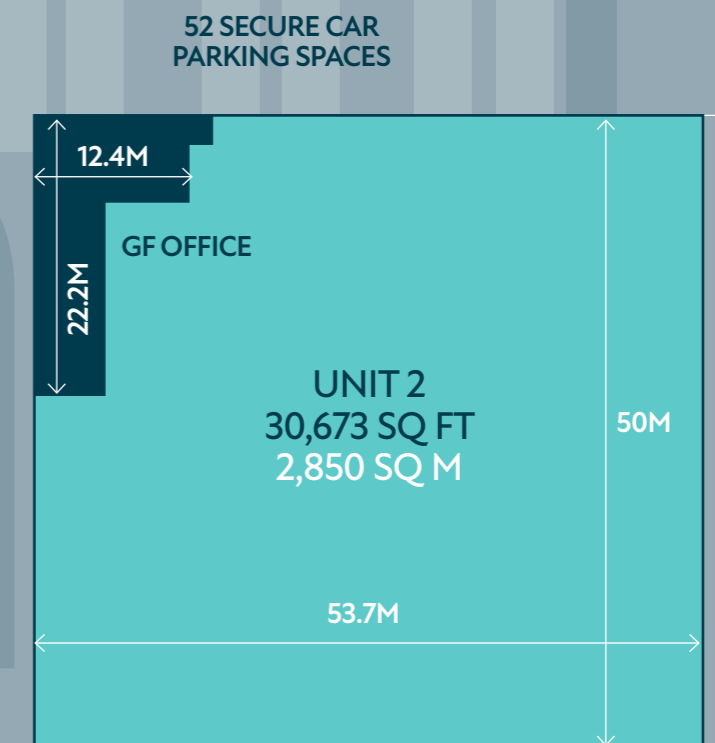 52 SECURE CAR
PARKING SPACES
12.4M
GF OFFICE
22.2M
UNIT 2
30,673 SQ FT
2,850 SQ M
50M
53.7M